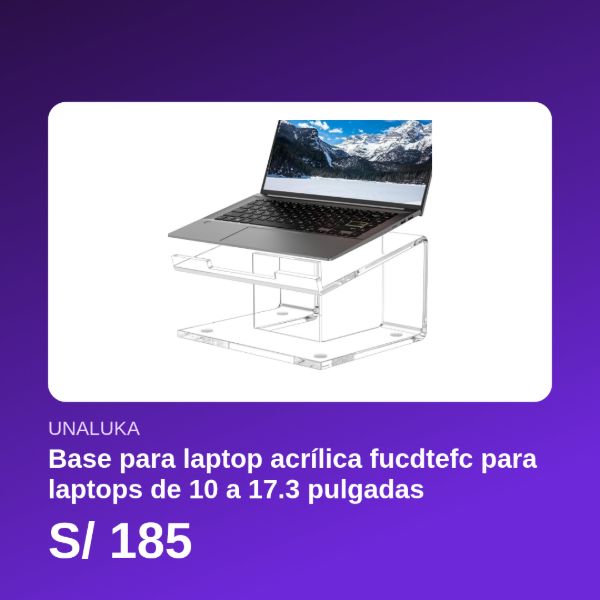 UNALUKA
Base para laptop acrílica fucdtefc para
laptops de 10 a 17.3 pulgadas
S/ 185